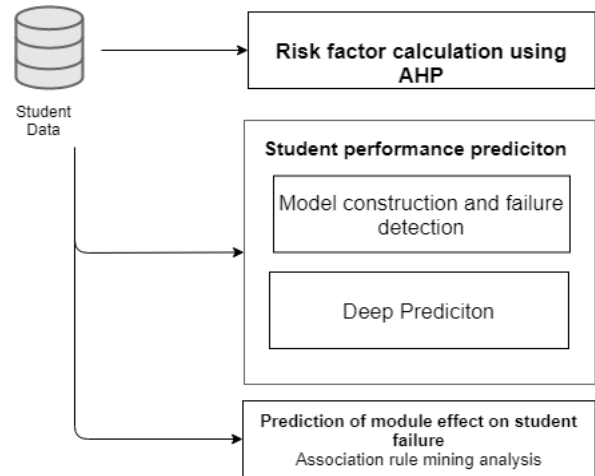 Student
Data
Risk factor calculation using
AHP
Student performance prediciton
Model construction and failure
detection
Deep Prediciton
Prediction of module effect on student
failure
Association rule mining analysis